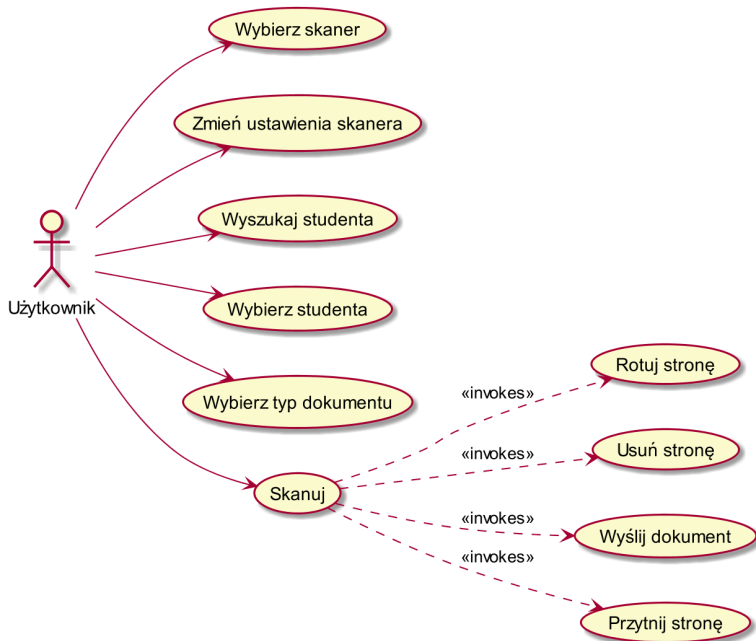 Wybierz skaner
Zmień ustawienia skanera
Wyszukaj studenta
Użytkownik
Wybierz studenta
Rotuj stronę
«invokes»
Wybierz typ dokumentu
Usuń stronę
«invokes»
Skanuj
«invokes»
Wyślij dokument
«invokes»
Przytnij stronę